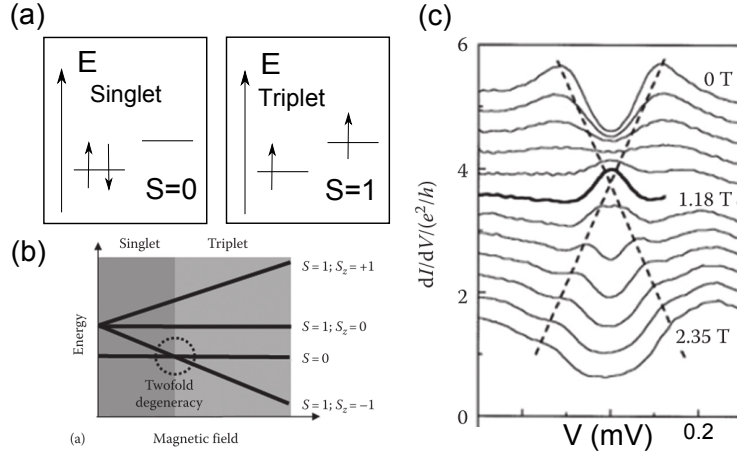 (a)
E
Singlet
S=0
E
Triplet
S=1
(b)
Singlet Triplet
Energy
S = 1; S_z = +1
S = 1; S_z = 0
S = 0
S = 1; S_z = −1
Twofold
degeneracy
(a) Magnetic field
(c)
dI/dV/(e²/h)
6
4
2
0
0 T
1.18 T
2.35 T
V (mV) 0.2